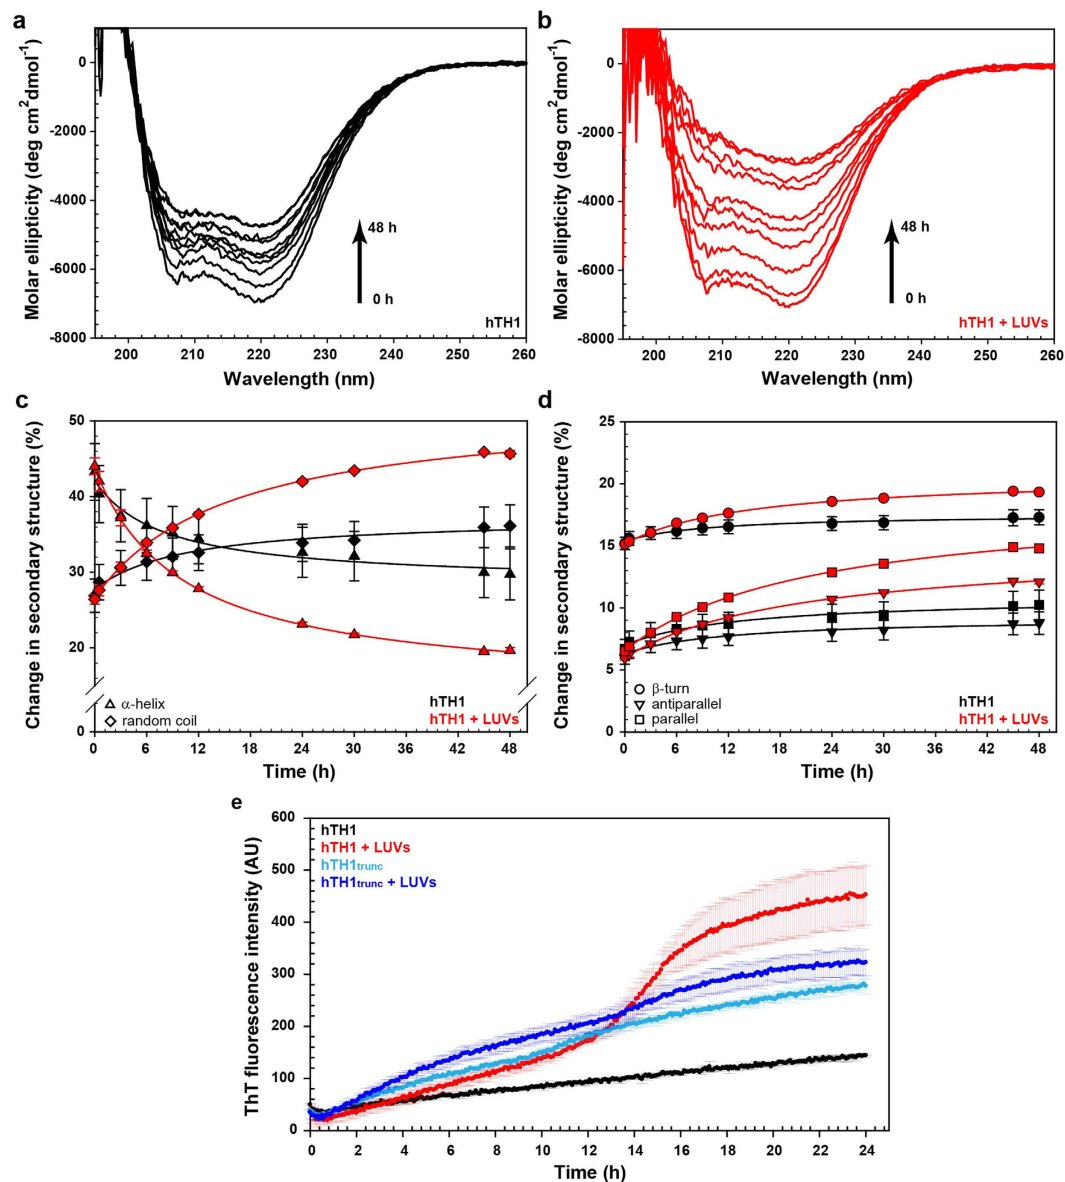 a
Molar ellipticity (deg cm²dmol⁻¹)
0
-2000
-4000
-6000
-8000
48 h
0 h
hTH1
200 210 220 230 240 250 260
Wavelength (nm)
b
Molar ellipticity (deg cm²dmol⁻¹)
0
-2000
-4000
-6000
-8000
48 h
0 h
hTH1 + LUVs
200 210 220 230 240 250 260
Wavelength (nm)
c
Change in secondary structure (%)
50
40
30
20
0
α-helix
random coil
hTH1
hTH1 + LUVs
0 6 12 18 24 30 36 42 48
Time (h)
d
Change in secondary structure (%)
25
20
15
10
5
0
β-turn
antiparallel
parallel
hTH1
hTH1 + LUVs
0 6 12 18 24 30 36 42 48
Time (h)
e
ThT fluorescence intensity (AU)
600
500
400
300
200
100
0
hTH1
hTH1 + LUVs
hTH1trunc
hTH1trunc + LUVs
0 2 4 6 8 10 12 14 16 18 20 22 24
Time (h)